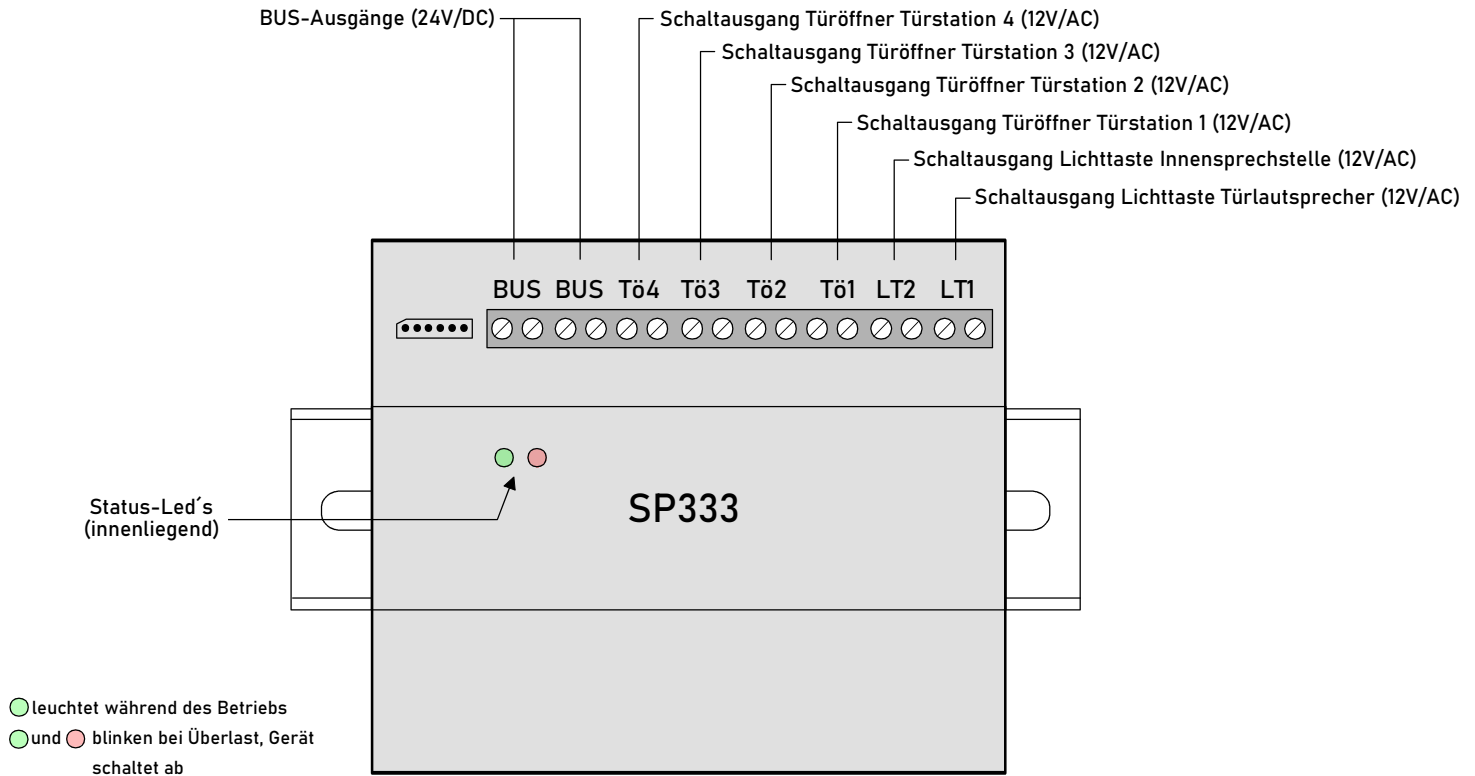 BUS-Ausgänge (24V/DC)
Schaltausgang Türöffner Türstation 4 (12V/AC)
Schaltausgang Türöffner Türstation 3 (12V/AC)
Schaltausgang Türöffner Türstation 2 (12V/AC)
Schaltausgang Türöffner Türstation 1 (12V/AC)
Schaltausgang Lichttaste Innensprechstelle (12V/AC)
Schaltausgang Lichttaste Türlautsprecher (12V/AC)
BUS BUS Tö4 Tö3 Tö2 Tö1 LT2 LT1
Status-Led´s
(innenliegend)
SP333
leuchtet während des Betriebs
und blinken bei Überlast, Gerät
schaltet ab